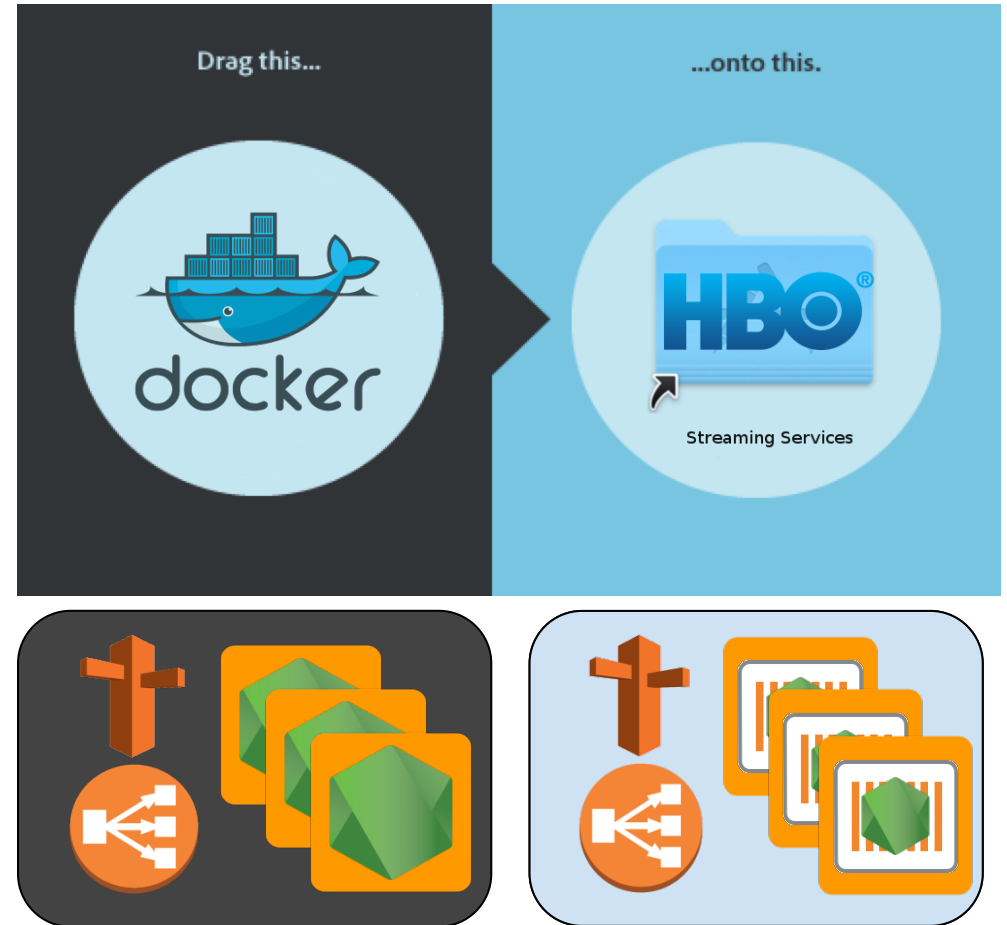 Drag this...
...onto this.
docker
HBO®
Streaming Services